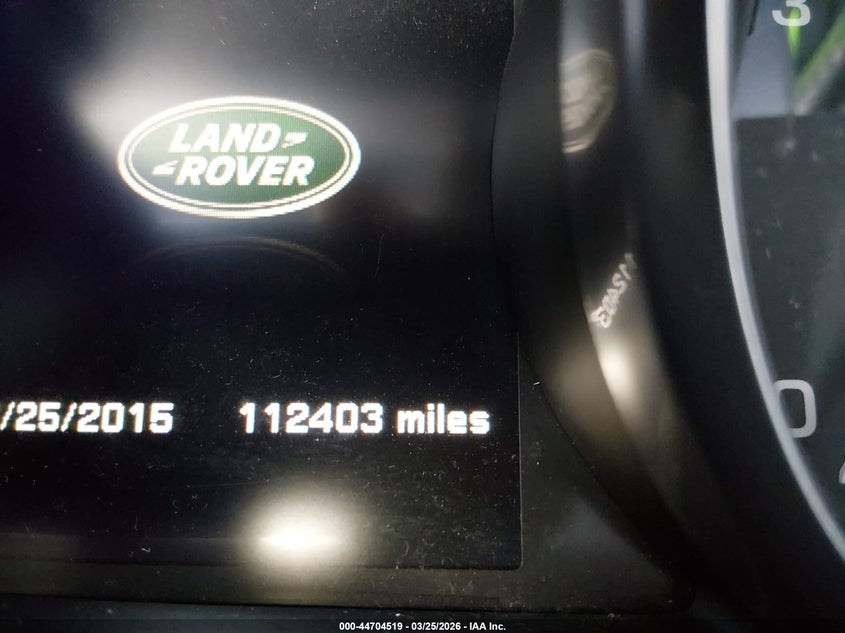 3
LAND
ROVER
/25/2015 112403 miles
0
000-44704519 - 03/25/2026 - IAA Inc.